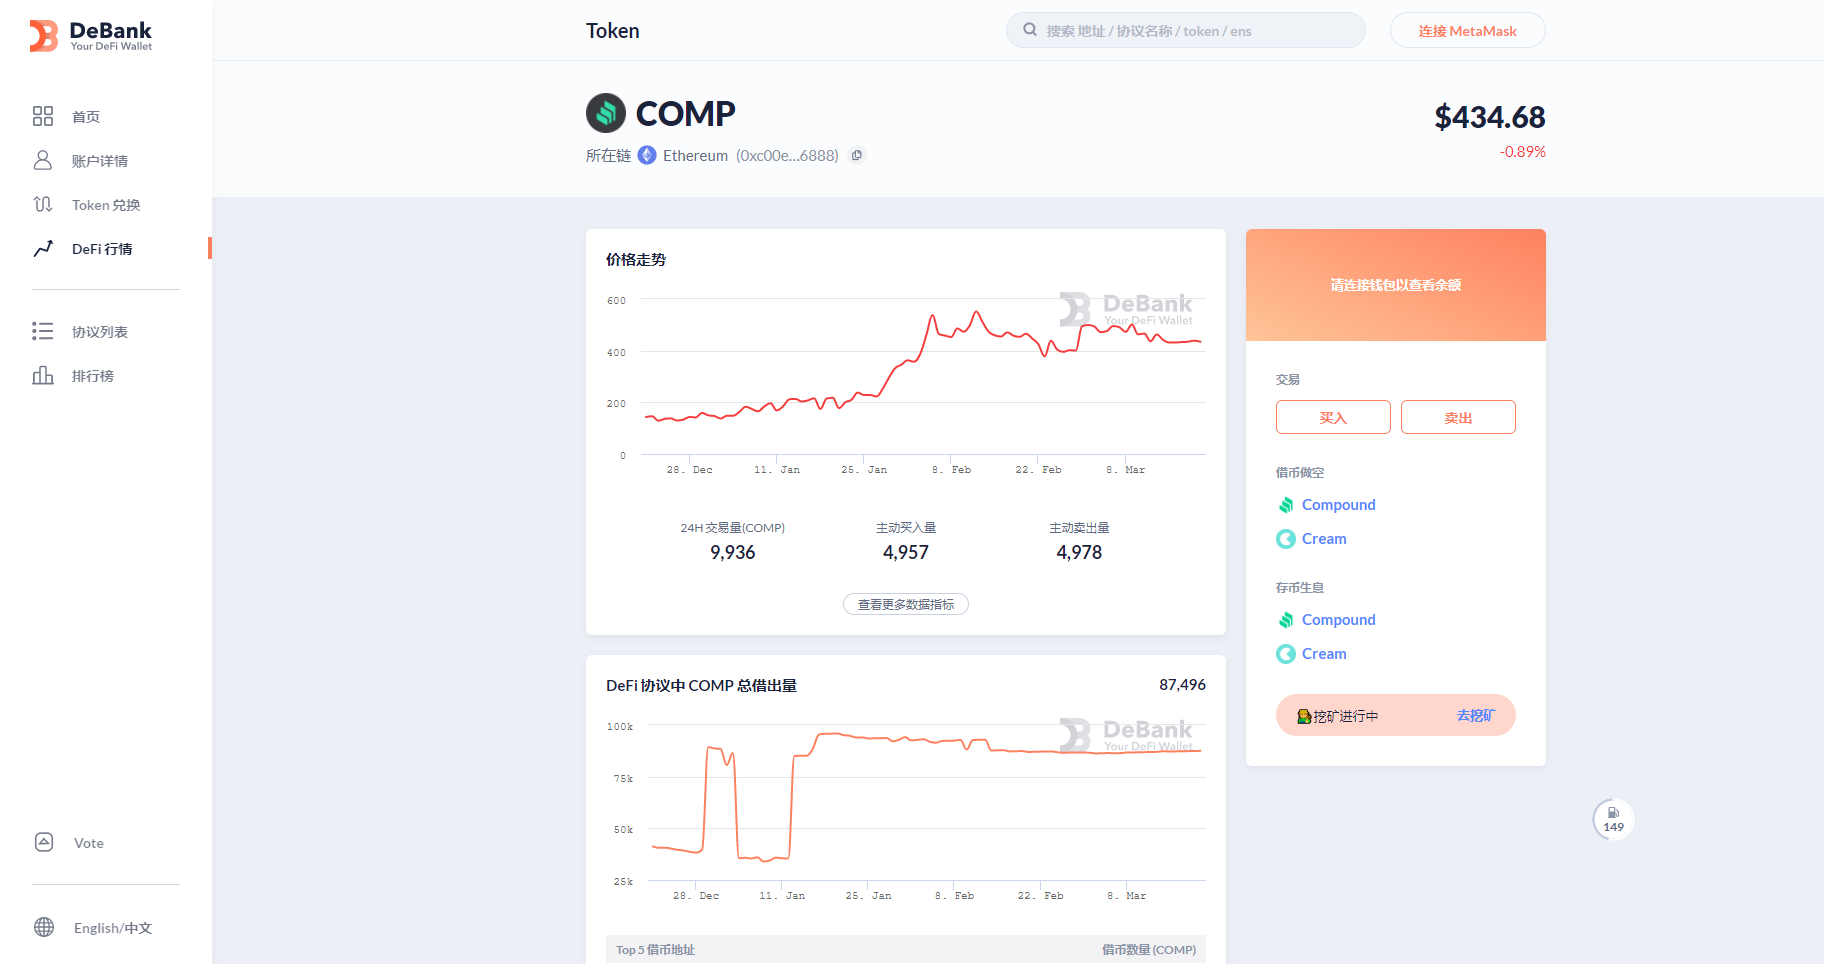 DeBank
Your DeFi Wallet
首页
账户详情
Token 兑换
DeFi 行情
协议列表
排行榜
Vote
English/中文
Token
搜索 地址 / 协议名称 / token / ens
连接 MetaMask
COMP
所在链 Ethereum (0xc00e...6888)
$434.68
-0.89%
价格走势
DeBank
Your DeFi Wallet
600
400
200
0
28. Dec 11. Jan 25. Jan 8. Feb 22. Feb 8. Mar
24H 交易量(COMP) 主动买入量 主动卖出量
9,936 4,957 4,978
查看更多数据指标
DeFi 协议中 COMP 总借出量 87,496
DeBank
Your DeFi Wallet
100k
75k
50k
25k
28. Dec 11. Jan 25. Jan 8. Feb 22. Feb 8. Mar
Top 5 借币地址 借币数量 (COMP)
请连接钱包以查看余额
交易
买入 卖出
借币做空
Compound
Cream
存币生息
Compound
Cream
挖矿进行中 去挖矿
149